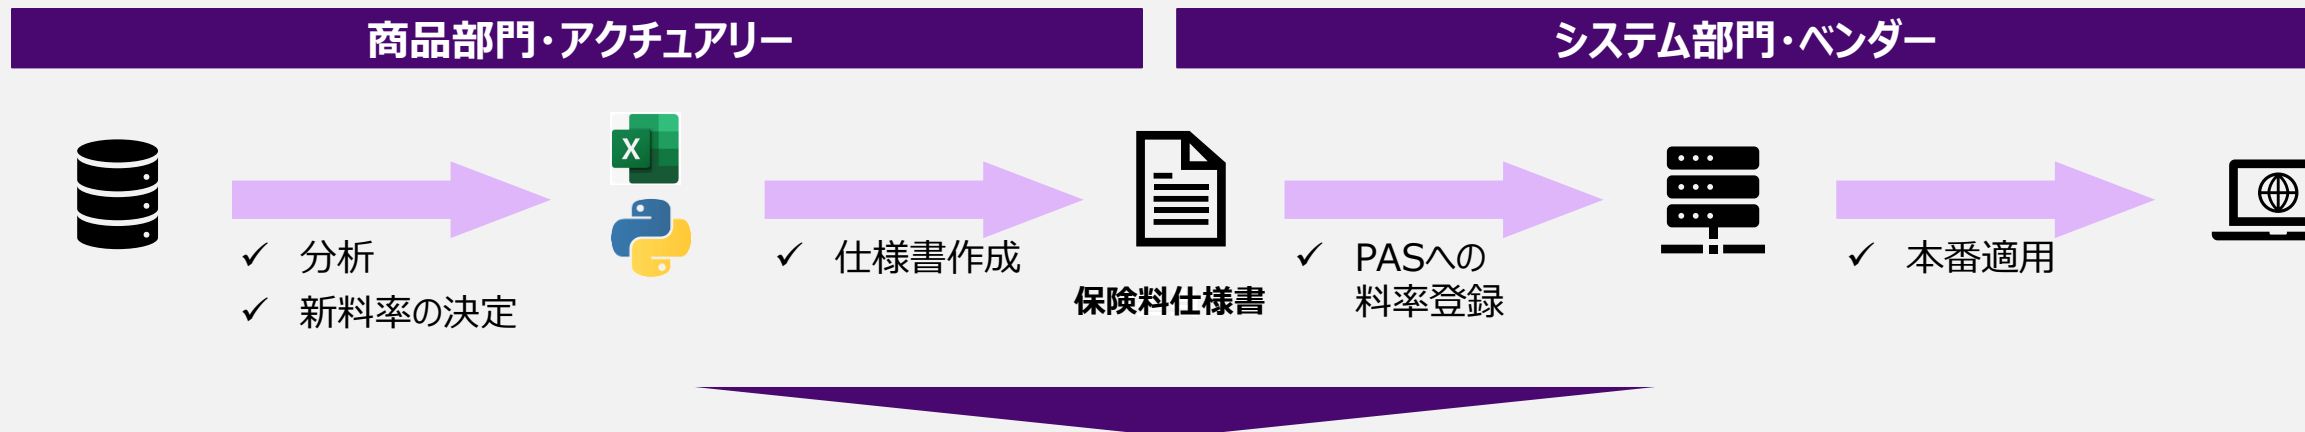 商品部門・アクチュアリー
システム部門・ベンダー
X
✓ 分析
✓ 新料率の決定
✓ 仕様書作成
保険料仕様書
✓ PASへの
料率登録
✓ 本番適用